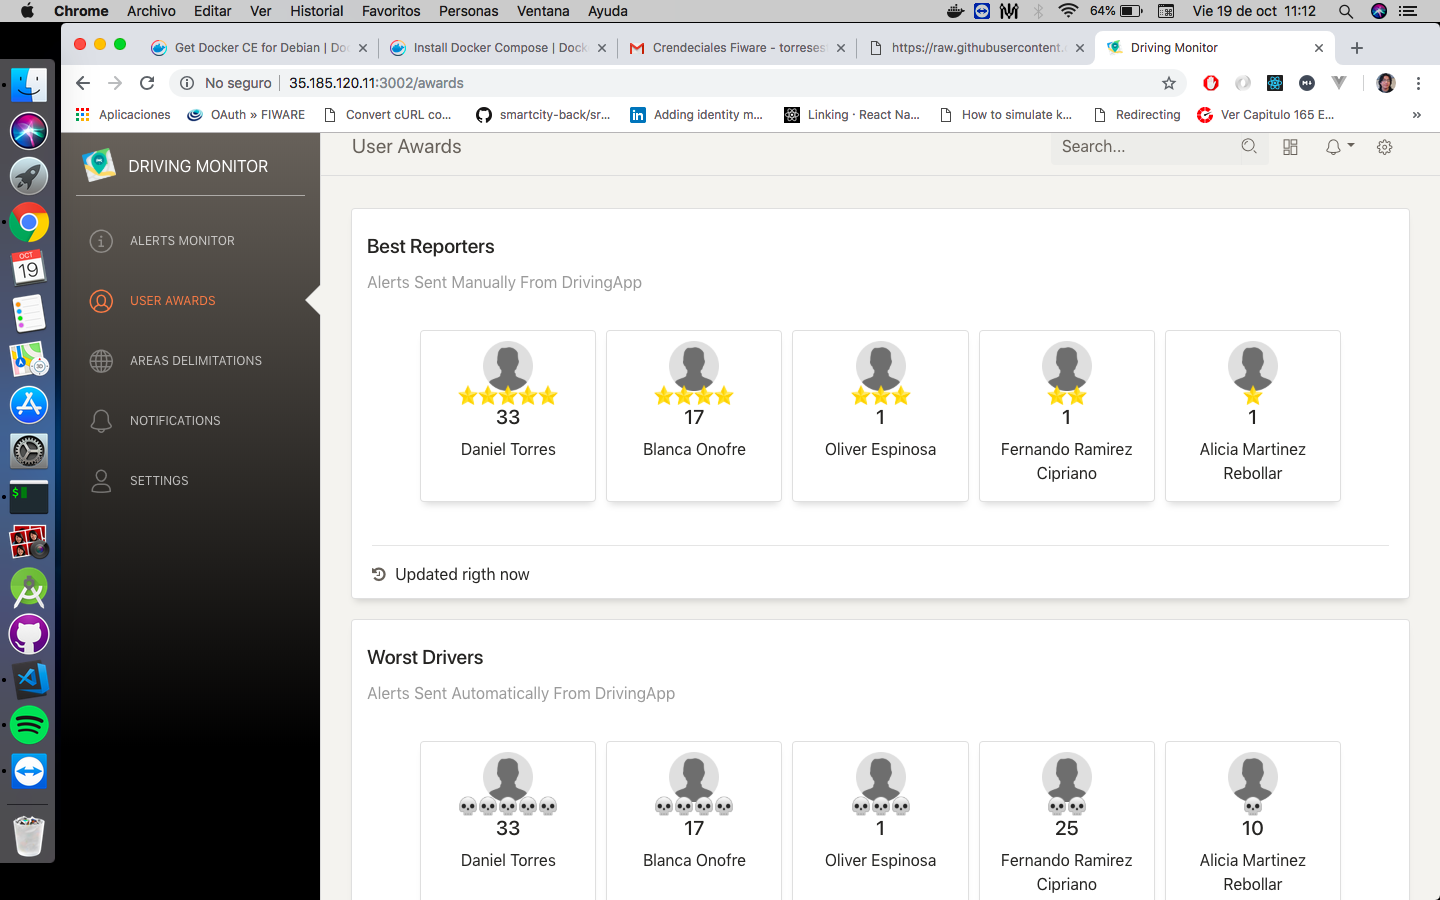 Chrome Archivo Editar Ver Historial Favoritos Personas Ventana Ayuda 64% Vie 19 de oct 11:12
Get Docker CE for Debian | Do
Install Docker Compose | Dock
Crendeciales Fiware - torreses
https://raw.githubusercontent.
Driving Monitor
No seguro 35.185.120.11:3002/awards
Aplicaciones OAuth » FIWARE Convert cURL co... smartcity-back/sr... Adding identity m... Linking · React Na... How to simulate k... Redirecting Ver Capitulo 165 E... »
OCT
19
DRIVING MONITOR
ALERTS MONITOR
USER AWARDS
AREAS DELIMITATIONS
NOTIFICATIONS
SETTINGS
User Awards
Search...
Best Reporters
Alerts Sent Manually From DrivingApp
33 17 1 1 1
Daniel Torres Blanca Onofre Oliver Espinosa Fernando Ramirez Alicia Martinez
Cipriano Rebollar
Updated rigth now
Worst Drivers
Alerts Sent Automatically From DrivingApp
33 17 1 25 10
Daniel Torres Blanca Onofre Oliver Espinosa Fernando Ramirez Alicia Martinez
Cipriano Rebollar